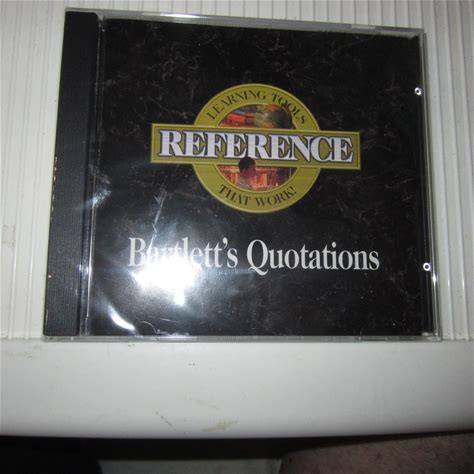 LEARNING TOOLS
REFERENCE
THAT WORK!
Bartlett's Quotations